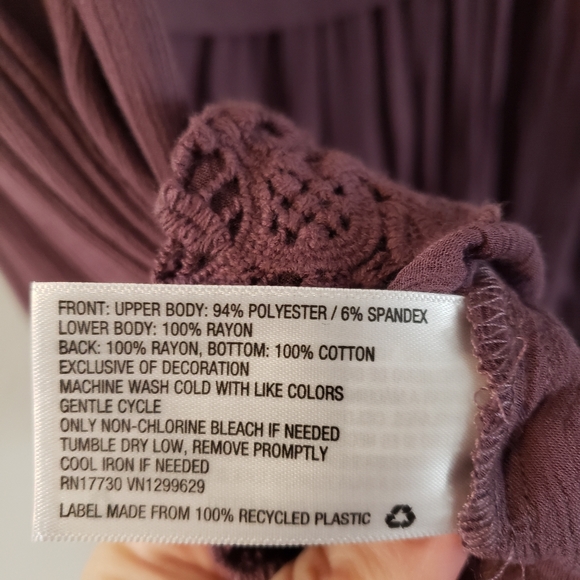 FRONT: UPPER BODY: 94% POLYESTER / 6% SPANDEX
LOWER BODY: 100% RAYON
BACK: 100% RAYON, BOTTOM: 100% COTTON
EXCLUSIVE OF DECORATION
MACHINE WASH COLD WITH LIKE COLORS
GENTLE CYCLE
ONLY NON-CHLORINE BLEACH IF NEEDED
TUMBLE DRY LOW, REMOVE PROMPTLY
COOL IRON IF NEEDED
RN17730 VN1299629
LABEL MADE FROM 100% RECYCLED PLASTIC